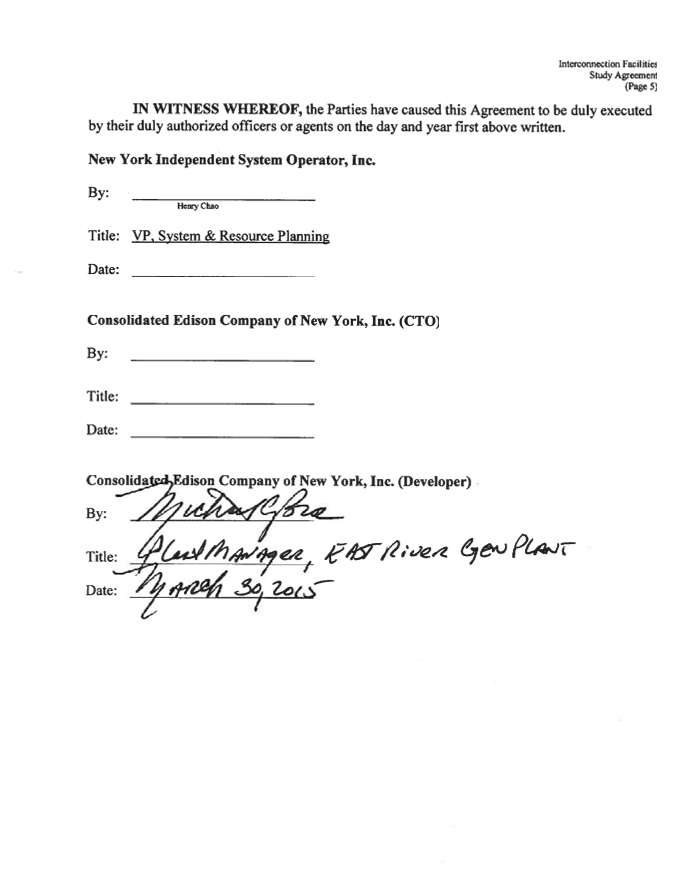 Interconnection Facilities
Study Agreement
(Page 5)
IN WITNESS WHEREOF, the Parties have caused this Agreement to be duly executed
by their duly authorized officers or agents on the day and year first above written.
New York Independent System Operator, Inc.
By:
Henry Chao
Title: VP, System & Resource Planning
Date:
Consolidated Edison Company of New York, Inc. (CTO)
By:
Title:
Date:
Consolidated Edison Company of New York, Inc. (Developer)
By: Michael
Title: Plant Manager, EAST River Gen PLANT
Date: MARCH 30, 2015